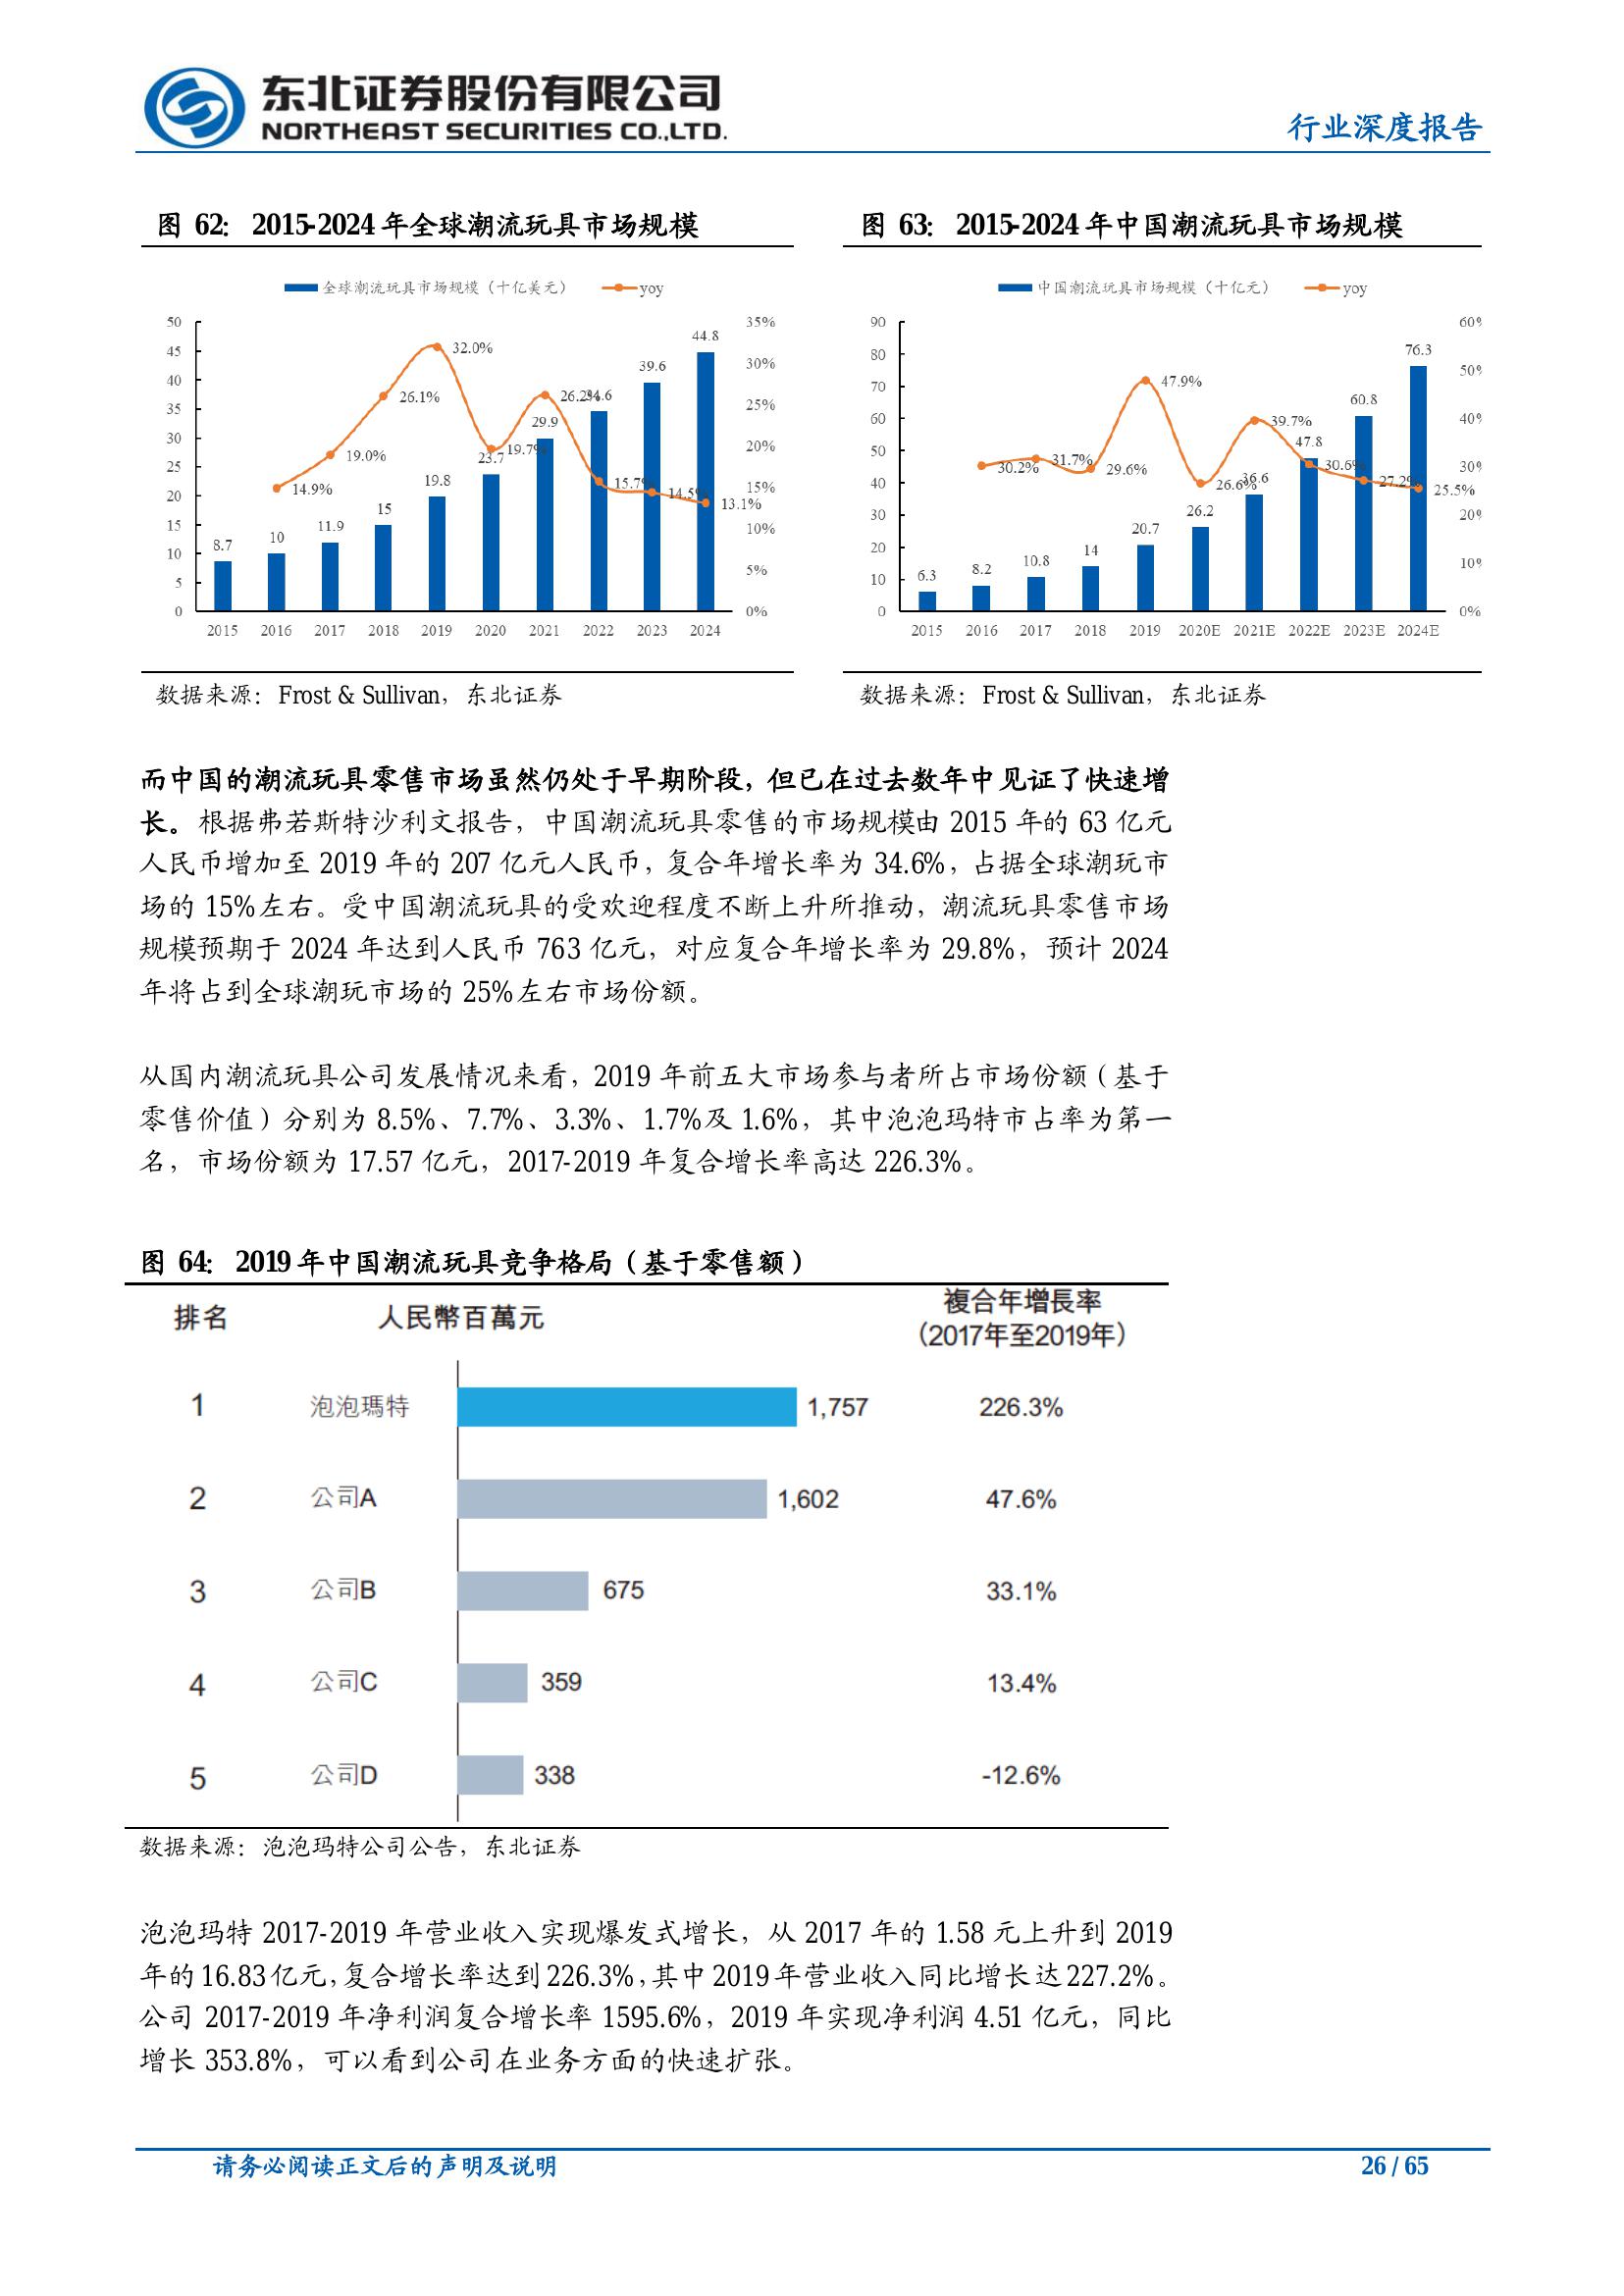 东北证券股份有限公司
NORTHEAST SECURITIES CO.,LTD.
行业深度报告
图 62： 2015-2024 年全球潮流玩具市场规模
全球潮流玩具市场规模（十亿美元） yoy
50
45
40
35
30
25
20
15
10
5
0
35%
30%
25%
20%
15%
10%
5%
0%
8.7
10
11.9
15
19.8
23.7
29.9
34.6
39.6
44.8
14.9%
19.0%
26.1%
32.0%
19.7%
26.2%
15.7%
14.5%
13.1%
2015 2016 2017 2018 2019 2020 2021 2022 2023 2024
数据来源：Frost & Sullivan，东北证券
图 63： 2015-2024 年中国潮流玩具市场规模
中国潮流玩具市场规模（十亿元） yoy
90
80
70
60
50
40
30
20
10
0
60%
50%
40%
30%
20%
10%
0%
6.3
8.2
10.8
14
20.7
26.2
36.6
47.8
60.8
76.3
30.2%
31.7%
29.6%
47.9%
26.6%
39.7%
30.6%
27.2%
25.5%
2015 2016 2017 2018 2019 2020E 2021E 2022E 2023E 2024E
数据来源：Frost & Sullivan，东北证券
而中国的潮流玩具零售市场虽然仍处于早期阶段，但已在过去数年中见证了快速增
长。根据弗若斯特沙利文报告，中国潮流玩具零售的市场规模由 2015 年的 63 亿元
人民币增加至 2019 年的 207 亿元人民币，复合年增长率为 34.6%，占据全球潮玩市
场的 15%左右。受中国潮流玩具的受欢迎程度不断上升所推动，潮流玩具零售市场
规模预期于 2024 年达到人民币 763 亿元，对应复合年增长率为 29.8%，预计 2024
年将占到全球潮玩市场的 25%左右市场份额。
从国内潮流玩具公司发展情况来看，2019 年前五大市场参与者所占市场份额（基于
零售价值）分别为 8.5%、7.7%、3.3%、1.7%及 1.6%，其中泡泡玛特市占率为第一
名，市场份额为 17.57 亿元，2017-2019 年复合增长率高达 226.3%。
图 64： 2019 年中国潮流玩具竞争格局（基于零售额）
排名 人民幣百萬元 複合年增長率
（2017年至2019年）
1 泡泡瑪特 1,757 226.3%
2 公司A 1,602 47.6%
3 公司B 675 33.1%
4 公司C 359 13.4%
5 公司D 338 -12.6%
数据来源：泡泡玛特公司公告，东北证券
泡泡玛特 2017-2019 年营业收入实现爆发式增长，从 2017 年的 1.58 元上升到 2019
年的 16.83 亿元，复合增长率达到 226.3%，其中 2019 年营业收入同比增长达 227.2%。
公司 2017-2019 年净利润复合增长率 1595.6%，2019 年实现净利润 4.51 亿元，同比
增长 353.8%，可以看到公司在业务方面的快速扩张。
请务必阅读正文后的声明及说明
26 / 65